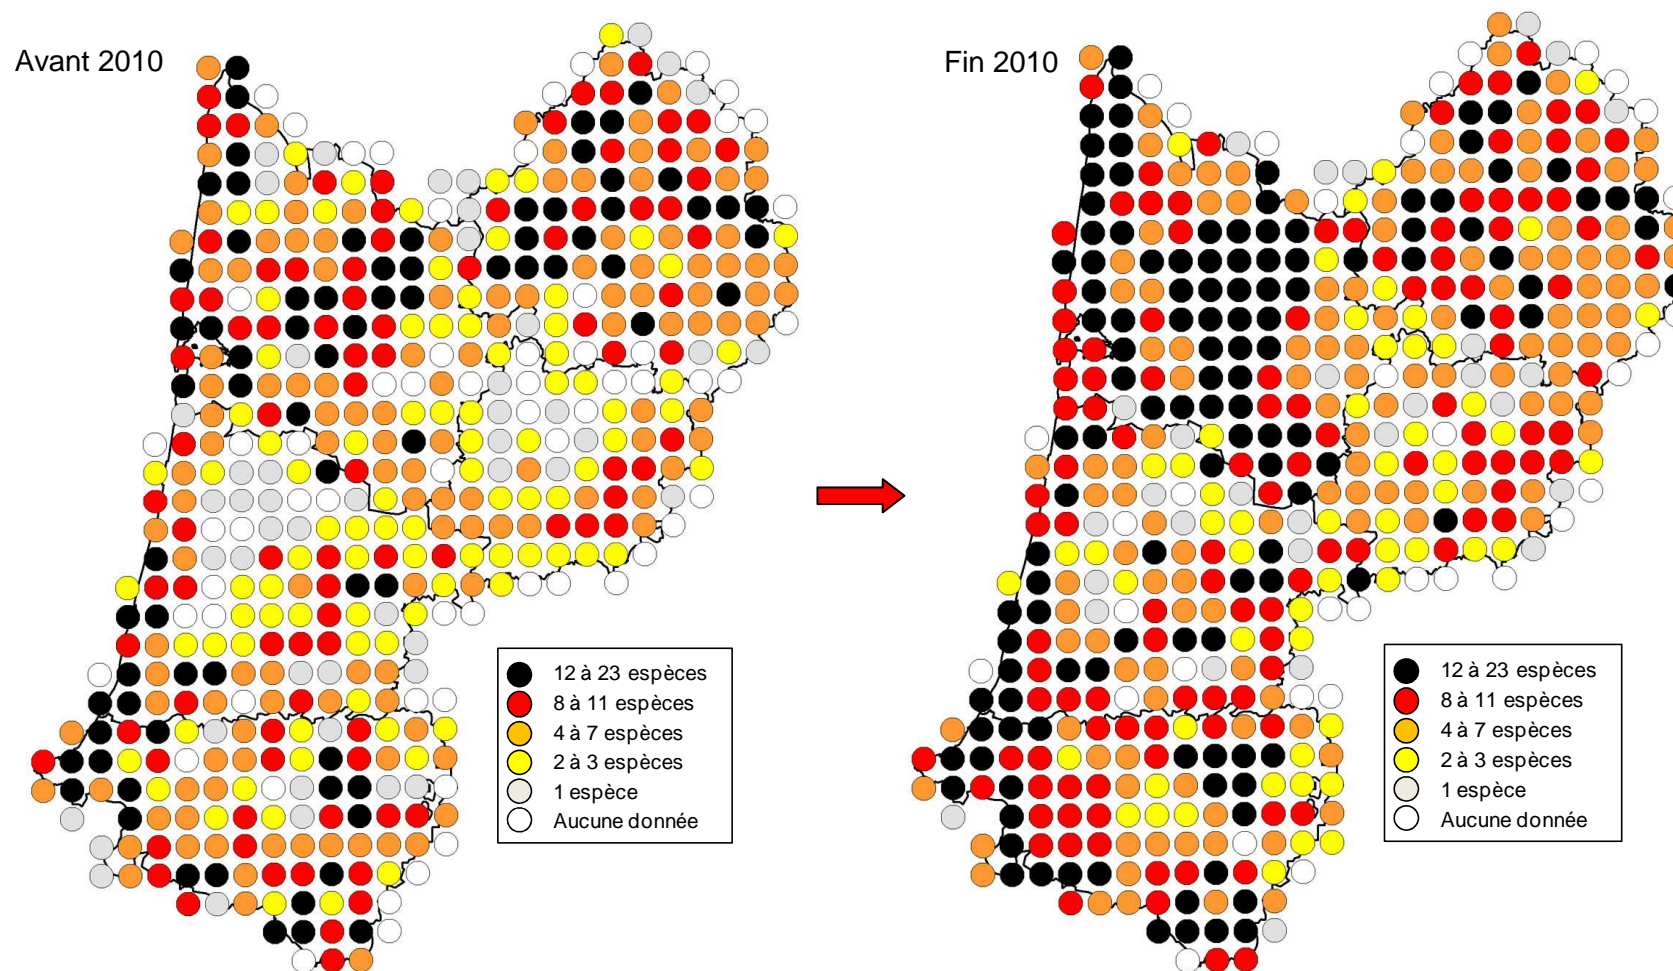 Avant 2010
Fin 2010
12 à 23 espèces
8 à 11 espèces
4 à 7 espèces
2 à 3 espèces
1 espèce
Aucune donnée
12 à 23 espèces
8 à 11 espèces
4 à 7 espèces
2 à 3 espèces
1 espèce
Aucune donnée